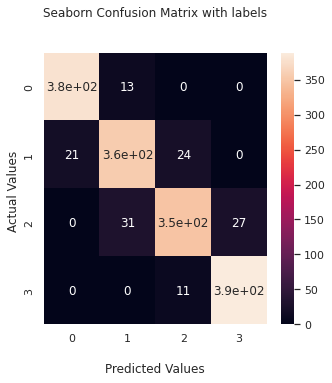 Seaborn Confusion Matrix with labels
0 3.8e+02 13 0 0
1 21 3.6e+02 24 0
2 0 31 3.5e+02 27
3 0 0 11 3.9e+02
0 1 2 3
Actual Values
Predicted Values
350
300
250
200
150
100
50
0